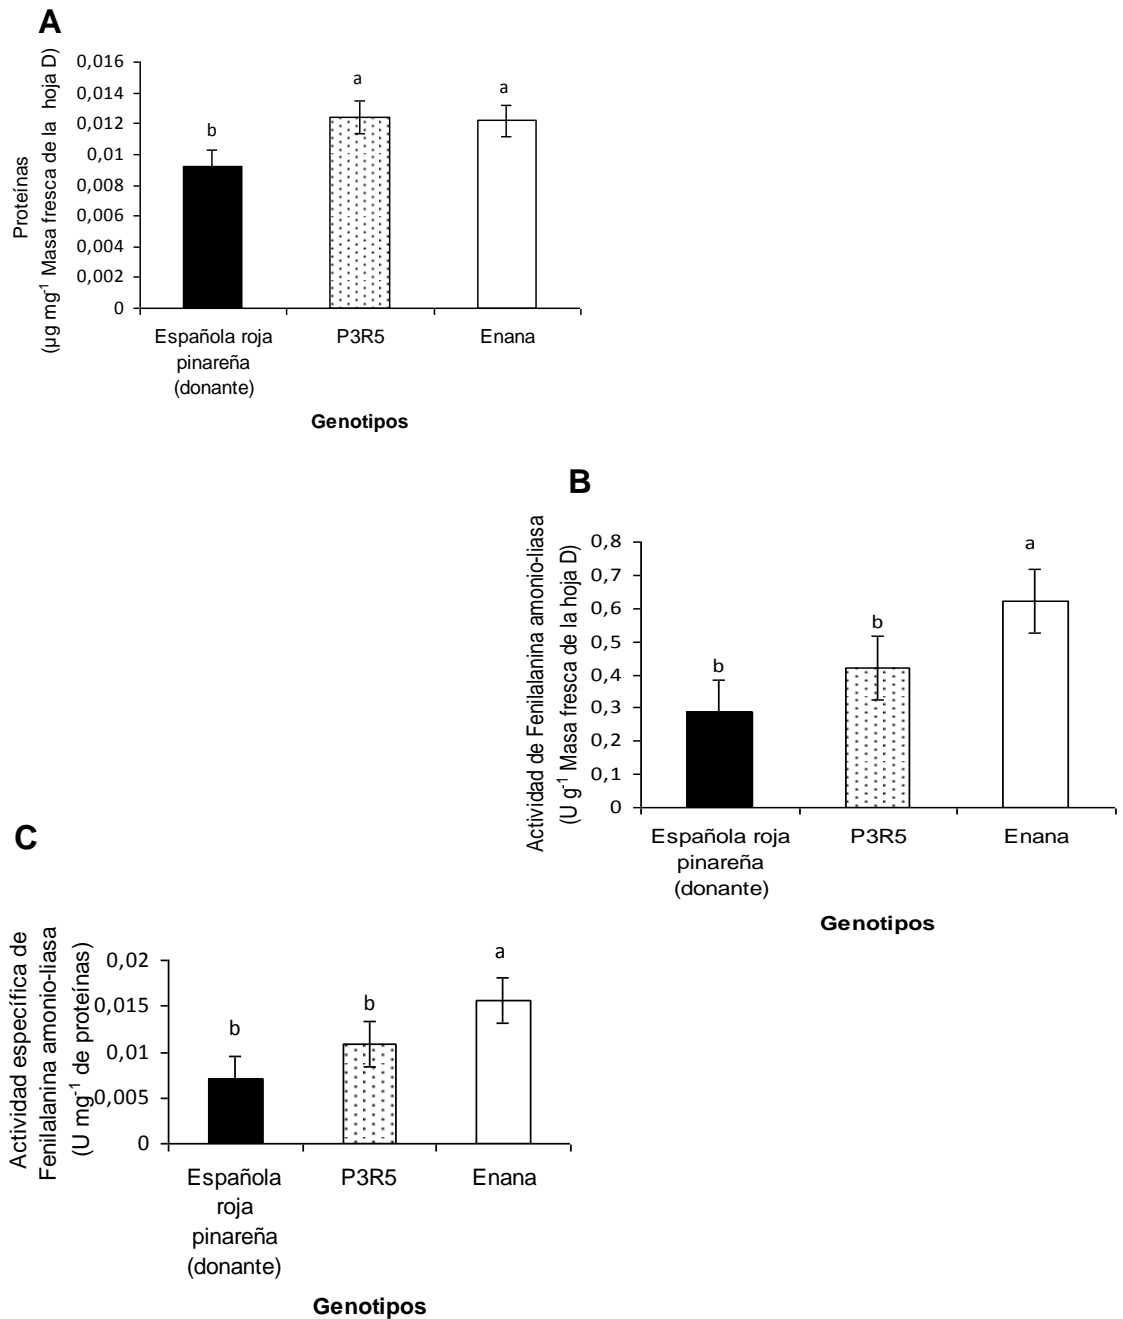 A
Proteínas
(µg mg-1 Masa fresca de la hoja D)
0,016
0,014
0,012
0,01
0,008
0,006
0,004
0,002
0
b
a
a
Española roja
pinareña
(donante)
P3R5
Enana
Genotipos
B
Actividad de Fenilalanina amonio-liasa
(U g-1 Masa fresca de la hoja D)
0,8
0,7
0,6
0,5
0,4
0,3
0,2
0,1
0
b
b
a
Española roja
pinareña
(donante)
P3R5
Enana
Genotipos
C
Actividad específica de
Fenilalanina amonio-liasa
(U mg-1 de proteínas)
0,02
0,015
0,01
0,005
0
b
b
a
Española
roja
pinareña
(donante)
P3R5
Enana
Genotipos